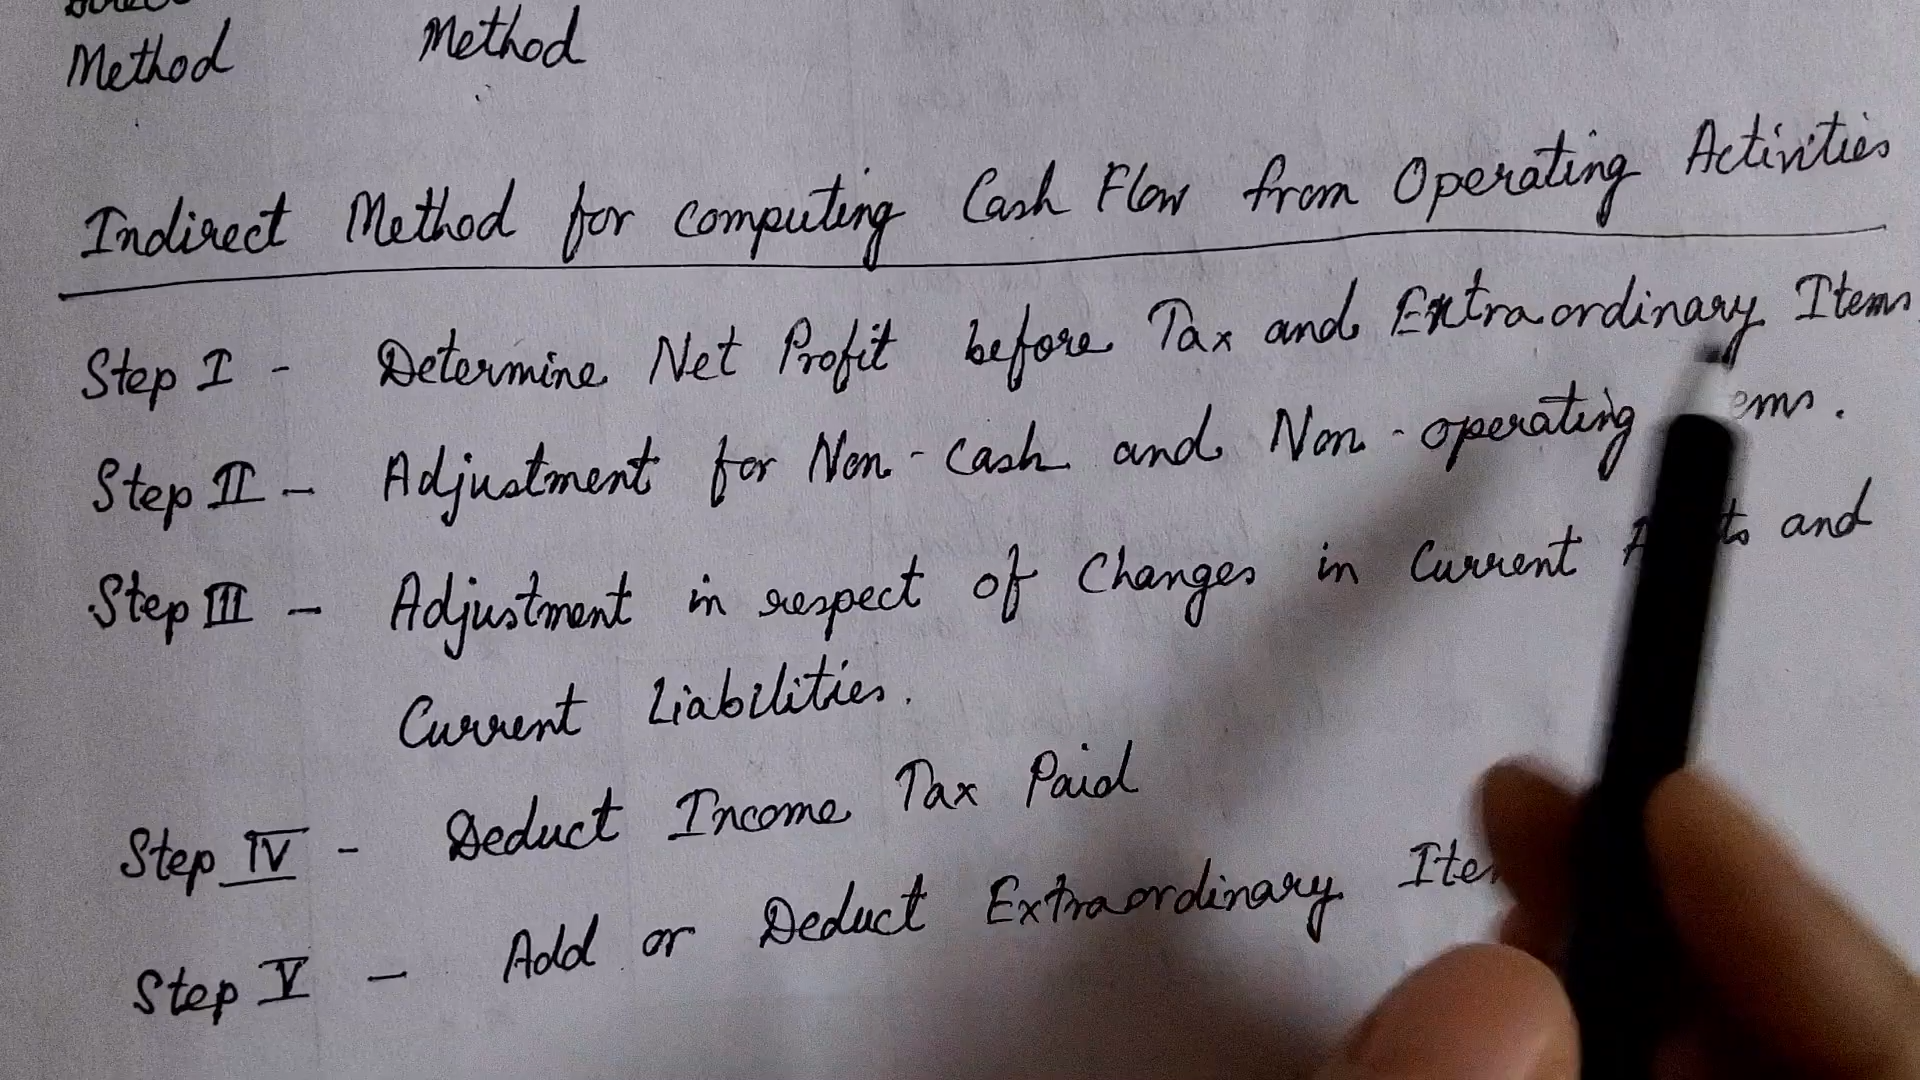 Method Method
Indirect Method for computing Cash Flow from Operating Activities
Step I - Determine Net Profit before Tax and Extraordinary Items
Step II - Adjustment for Non-Cash and Non-operating
Step III - Adjustment in respect of Changes in Current and
Current Liabilities.
Step IV - Deduct Income Tax Paid
Step V - Add or Deduct Extraordinary